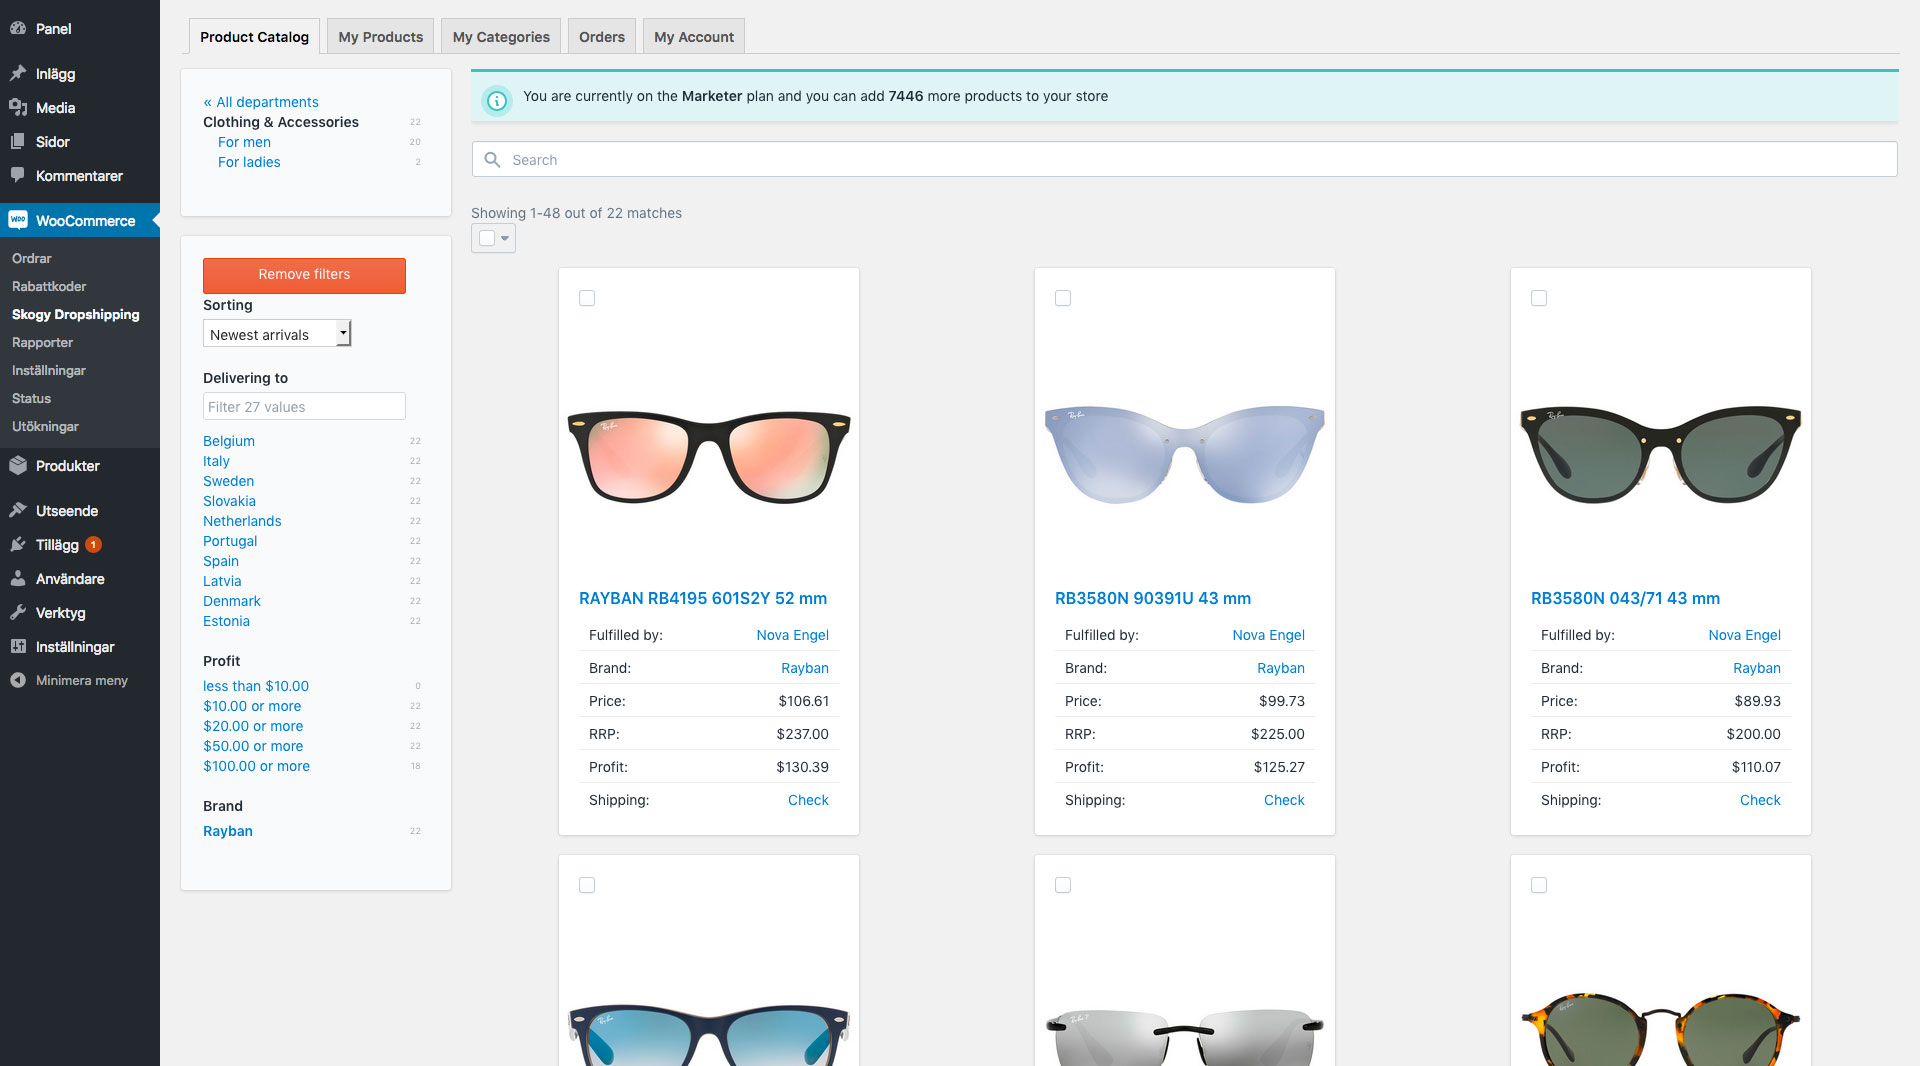 Panel
Inlägg
Media
Sidor
Kommentarer
WooCommerce
Ordrar
Rabattkoder
Skogy Dropshipping
Rapporter
Inställningar
Status
Utökningar
Produkter
Utseende
Tillägg 1
Användare
Verktyg
Inställningar
Minimera meny
Product Catalog
My Products
My Categories
Orders
My Account
« All departments
Clothing & Accessories 22
For men 20
For ladies 2
Remove filters
Sorting
Newest arrivals
Delivering to
Filter 27 values
Belgium 22
Italy 22
Sweden 22
Slovakia 22
Netherlands 22
Portugal 22
Spain 22
Latvia 22
Denmark 22
Estonia 22
Profit
less than $10.00 0
$10.00 or more 22
$20.00 or more 22
$50.00 or more 22
$100.00 or more 18
Brand
Rayban 22
You are currently on the Marketer plan and you can add 7446 more products to your store
Search
Showing 1-48 out of 22 matches
RAYBAN RB4195 601S2Y 52 mm
Fulfilled by: Nova Engel
Brand: Rayban
Price: $106.61
RRP: $237.00
Profit: $130.39
Shipping: Check
RB3580N 90391U 43 mm
Fulfilled by: Nova Engel
Brand: Rayban
Price: $99.73
RRP: $225.00
Profit: $125.27
Shipping: Check
RB3580N 043/71 43 mm
Fulfilled by: Nova Engel
Brand: Rayban
Price: $89.93
RRP: $200.00
Profit: $110.07
Shipping: Check